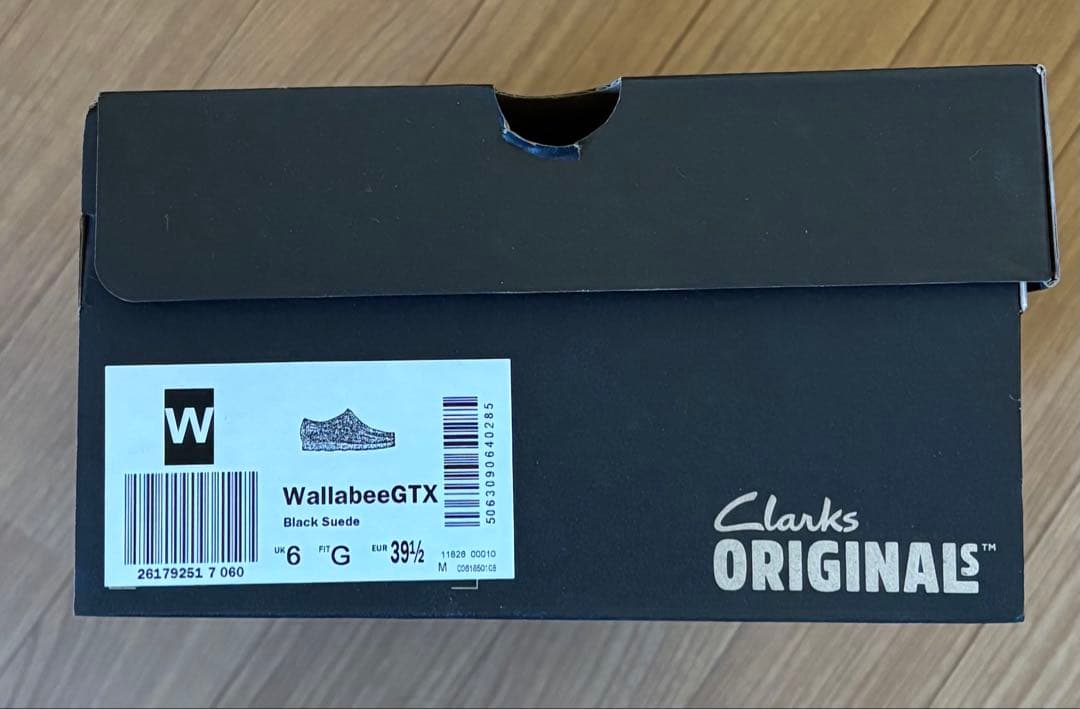 W
WallabeeGTX
Black Suede
UK 6 FIT G EUR 39½
26179251 7 060
5063090640285
11828 00010
M
Clarks
ORIGINALS™